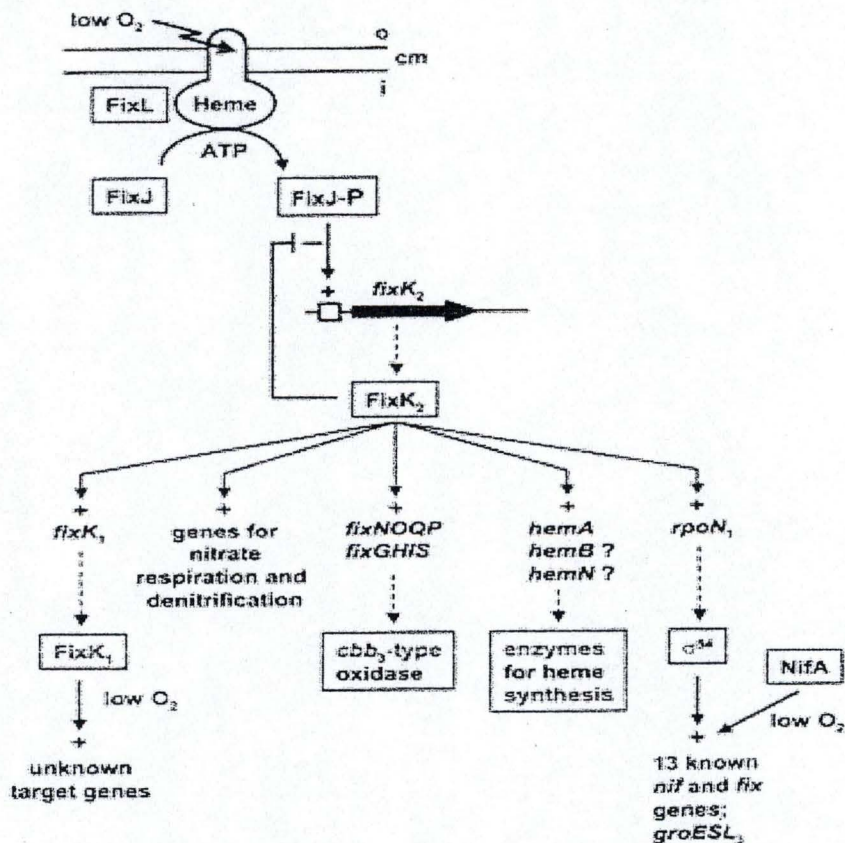 low O₂
o
cm
i
FixL
Heme
ATP
FixJ
FixJ-P
+
fixK₂
FixK₂
+ + + + +
fixK₁
genes for
nitrate
respiration and
denitrification
fixNOQP
fixGHIS
hemA
hemB ?
hemN ?
rpoN₁
FixK₁
cbb₃-type
oxidase
enzymes
for heme
synthesis
σ⁵⁴
NifA
low O₂
low O₂
+
+
unknown
target genes
13 known
nif and fix
genes;
groESL₃